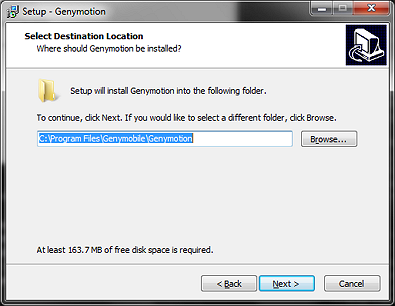 Setup - Genymotion
Select Destination Location
Where should Genymotion be installed?
Setup will install Genymotion into the following folder.
To continue, click Next. If you would like to select a different folder, click Browse.
C:\Program Files\Genymobile\Genymotion
Browse...
At least 163.7 MB of free disk space is required.
< Back
Next >
Cancel